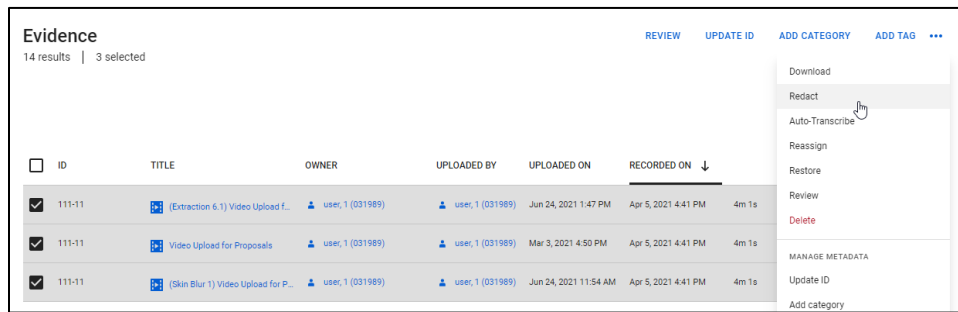 Evidence
14 results | 3 selected
REVIEW UPDATE ID ADD CATEGORY ADD TAG •••
Download
Redact
Auto-Transcribe
Reassign
Restore
Review
Delete
MANAGE METADATA
Update ID
Add category
ID TITLE OWNER UPLOADED BY UPLOADED ON RECORDED ON ↓
111-11 (Extraction 6.1) Video Upload f... user, 1 (031989) user, 1 (031989) Jun 24, 2021 1:47 PM Apr 5, 2021 4:41 PM 4m 1s
111-11 Video Upload for Proposals user, 1 (031989) user, 1 (031989) Mar 3, 2021 4:50 PM Apr 5, 2021 4:41 PM 4m 1s
111-11 (Skin Blur 1) Video Upload for P... user, 1 (031989) user, 1 (031989) Jun 24, 2021 11:54 AM Apr 5, 2021 4:41 PM 4m 1s